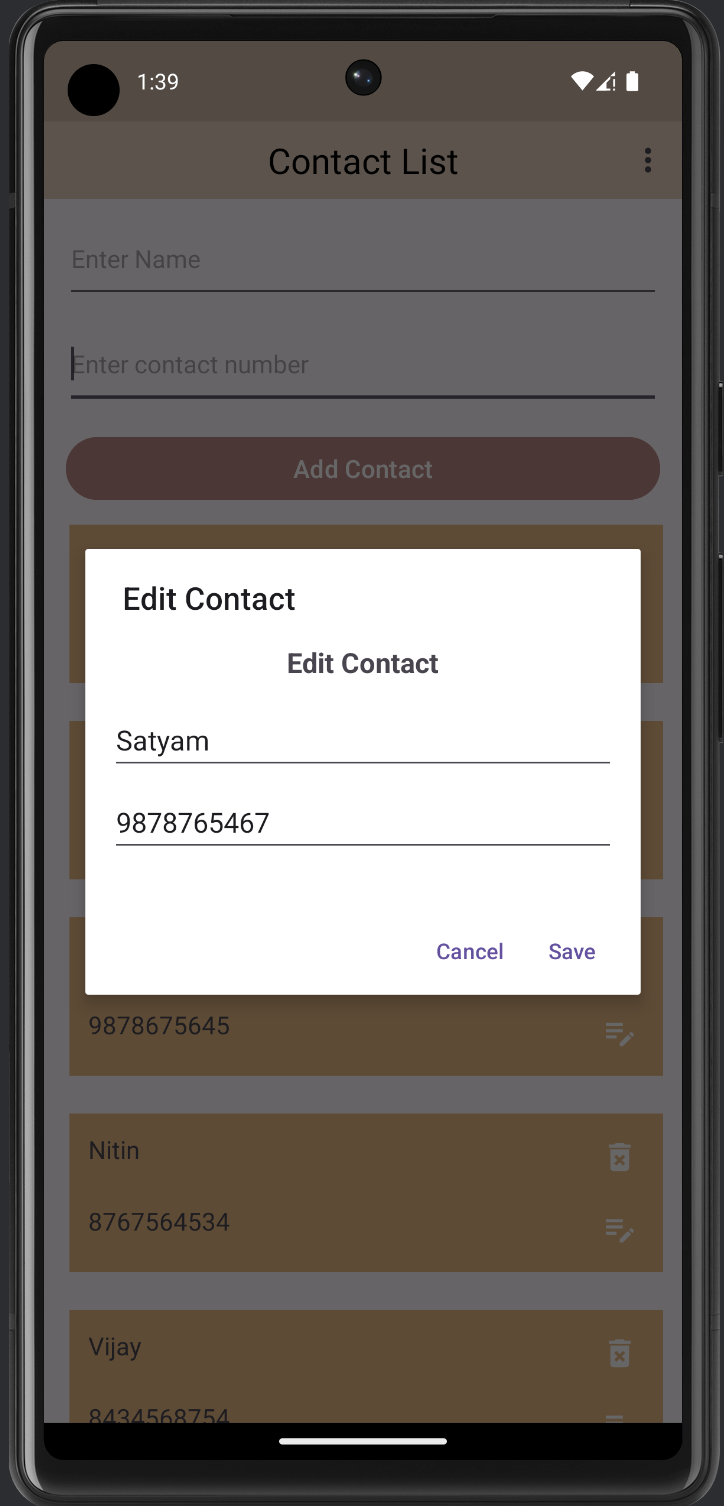 1:39
Contact List
Enter Name
Enter contact number
Add Contact
Edit Contact
Edit Contact
Satyam
9878765467
Cancel Save
9878675645
Nitin
8767564534
Vijay
8434568754